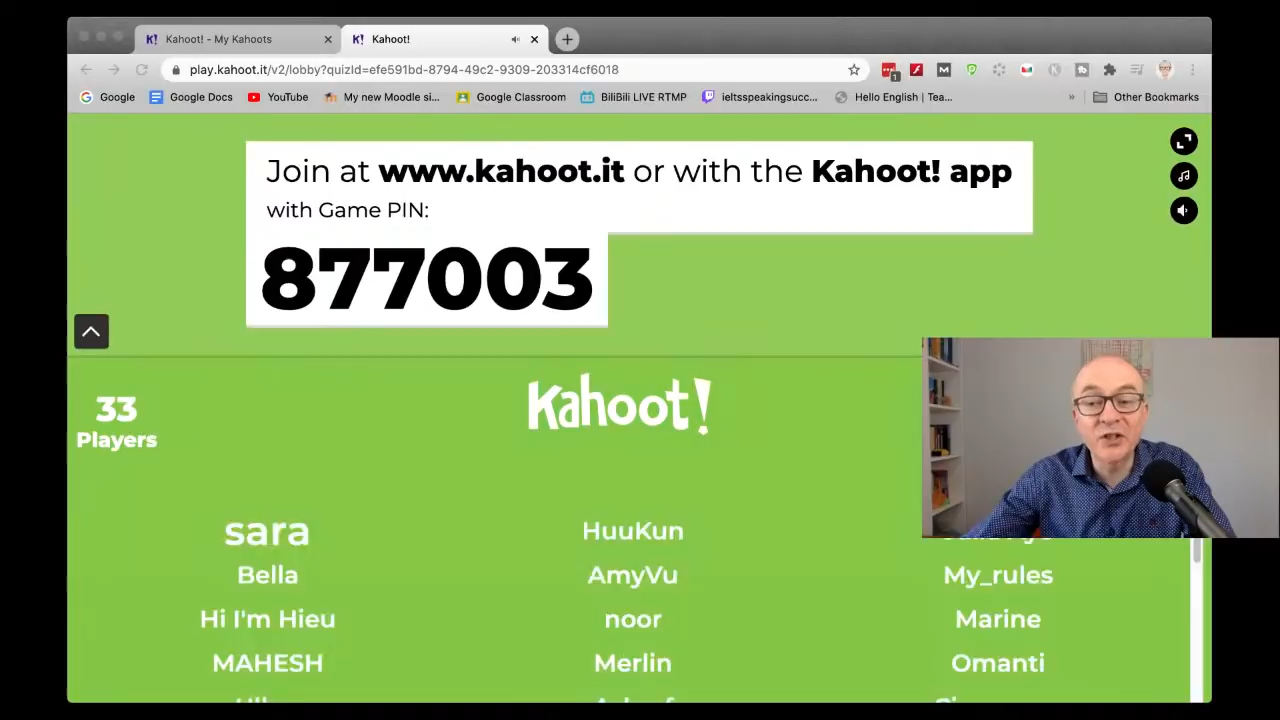 Kahoot! - My Kahoots
Kahoot!
play.kahoot.it/v2/lobby?quizId=efe591bd-8794-49c2-9309-203314cf6018
1
Google
Google Docs
YouTube
My new Moodle si...
Google Classroom
BiliBili LIVE RTMP
ieltsspeakingsucc...
Hello English | Tea...
»
Other Bookmarks
Join at www.kahoot.it or with the Kahoot! app
with Game PIN:
877003
33
Players
Kahoot!
sara
HuuKun
Bella
AmyVu
My_rules
Hi I'm Hieu
noor
Marine
MAHESH
Merlin
Omanti